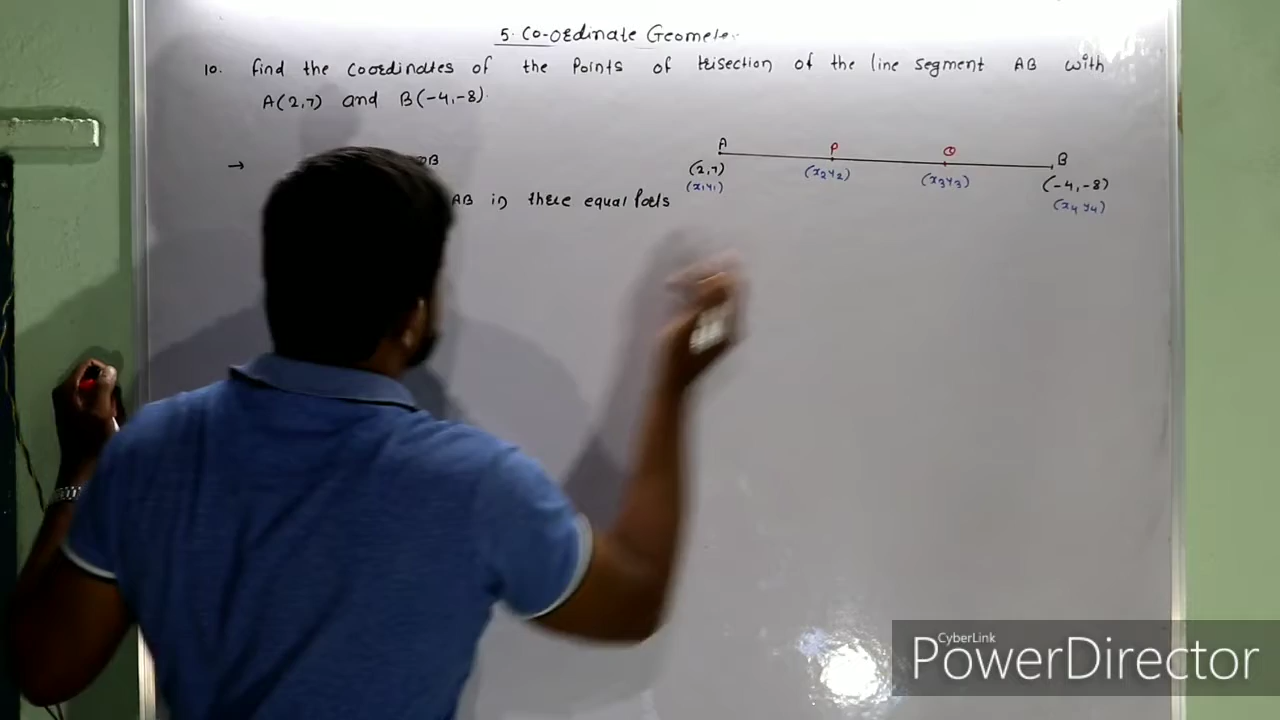 5. Co-ordinate Geomet
10. find the coordinates of the Points of trisection of the line segment AB with
A(2,7) and B(-4,-8).
A P Q B
→ B
(2,7) (x2y2) (x3y3) (-4,-8)
(x1y1) (x4 y4)
AB in three equal Parts
CyberLink
PowerDirector